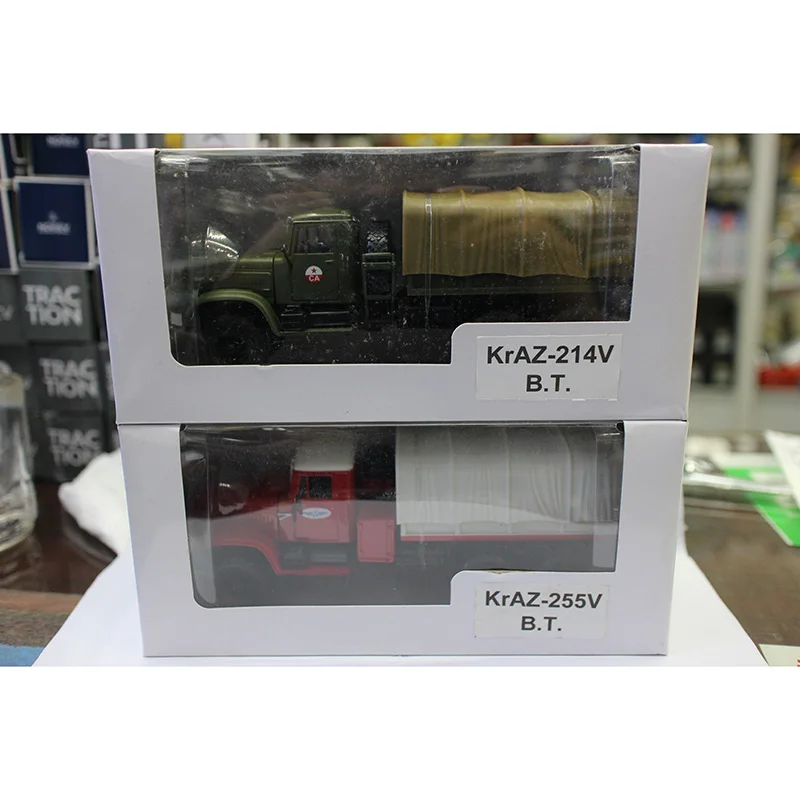 TRAC
TION
TRAC
TION
TRAC
TION
CA
KrAZ-214V
B.T.
KrAZ-255V
B.T.